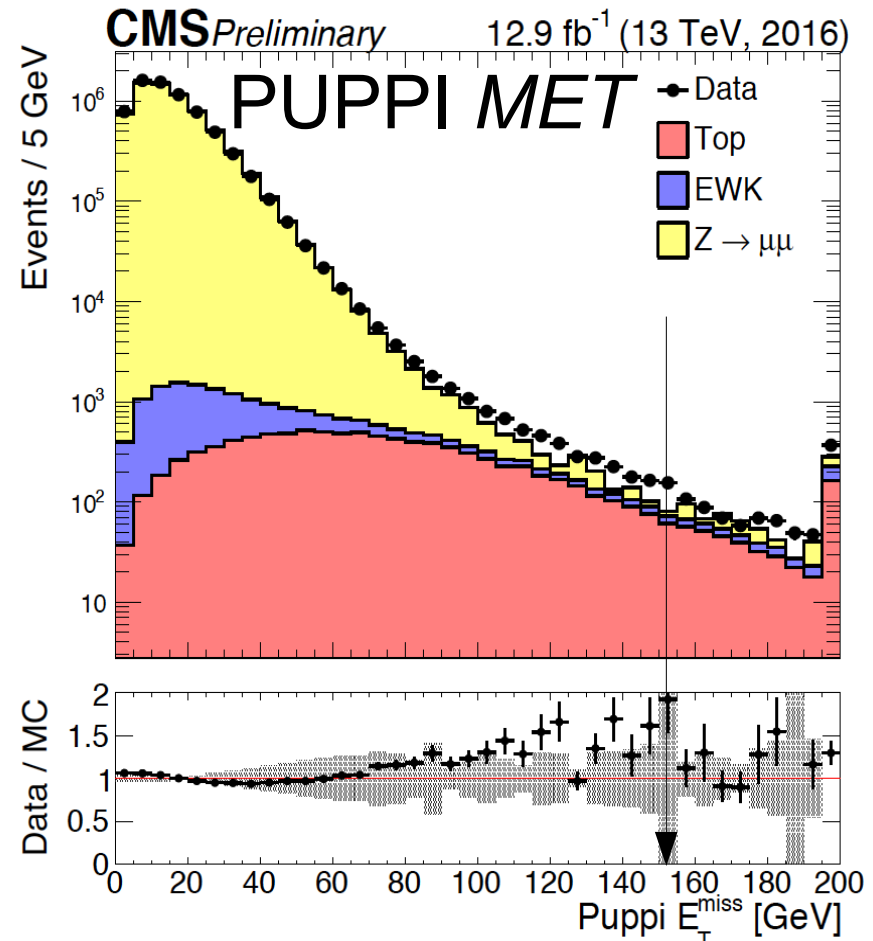 CMS Preliminary 12.9 fb⁻¹ (13 TeV, 2016)
PUPPI MET
Data
Top
EWK
Z → μμ
Events / 5 GeV
10⁶
10⁵
10⁴
10³
10²
10
Data / MC
2
1.5
1
0.5
0
0 20 40 60 80 100 120 140 160 180 200
Puppi E_T^miss [GeV]